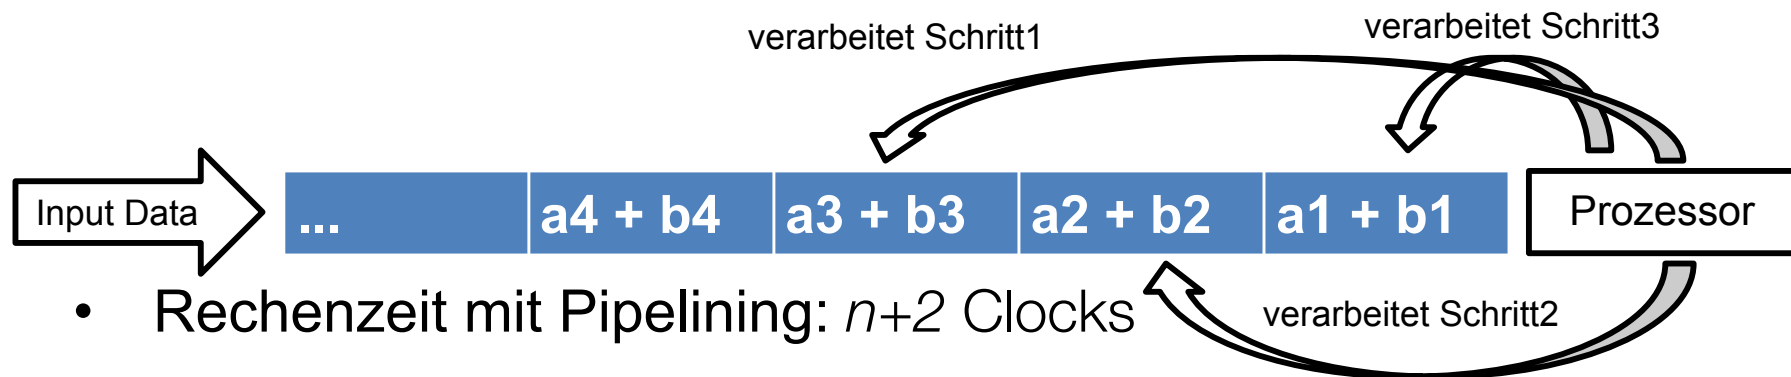 verarbeitet Schritt1
verarbeitet Schritt3
Input Data
... a4 + b4 a3 + b3 a2 + b2 a1 + b1
Prozessor
• Rechenzeit mit Pipelining: n+2 Clocks
verarbeitet Schritt2